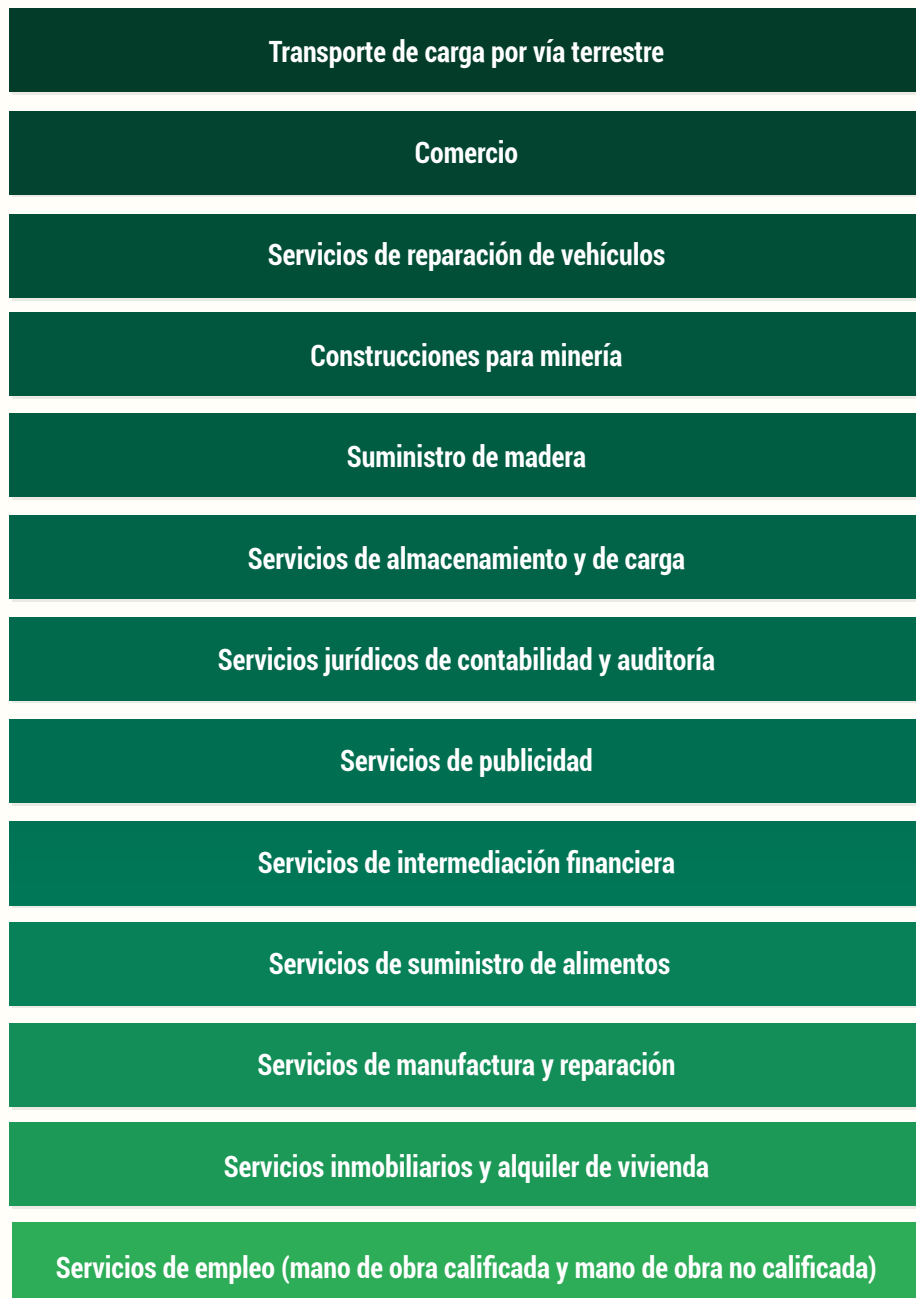 Transporte de carga por vía terrestre
Comercio
Servicios de reparación de vehículos
Construcciones para minería
Suministro de madera
Servicios de almacenamiento y de carga
Servicios jurídicos de contabilidad y auditoría
Servicios de publicidad
Servicios de intermediación financiera
Servicios de suministro de alimentos
Servicios de manufactura y reparación
Servicios inmobiliarios y alquiler de vivienda
Servicios de empleo (mano de obra calificada y mano de obra no calificada)